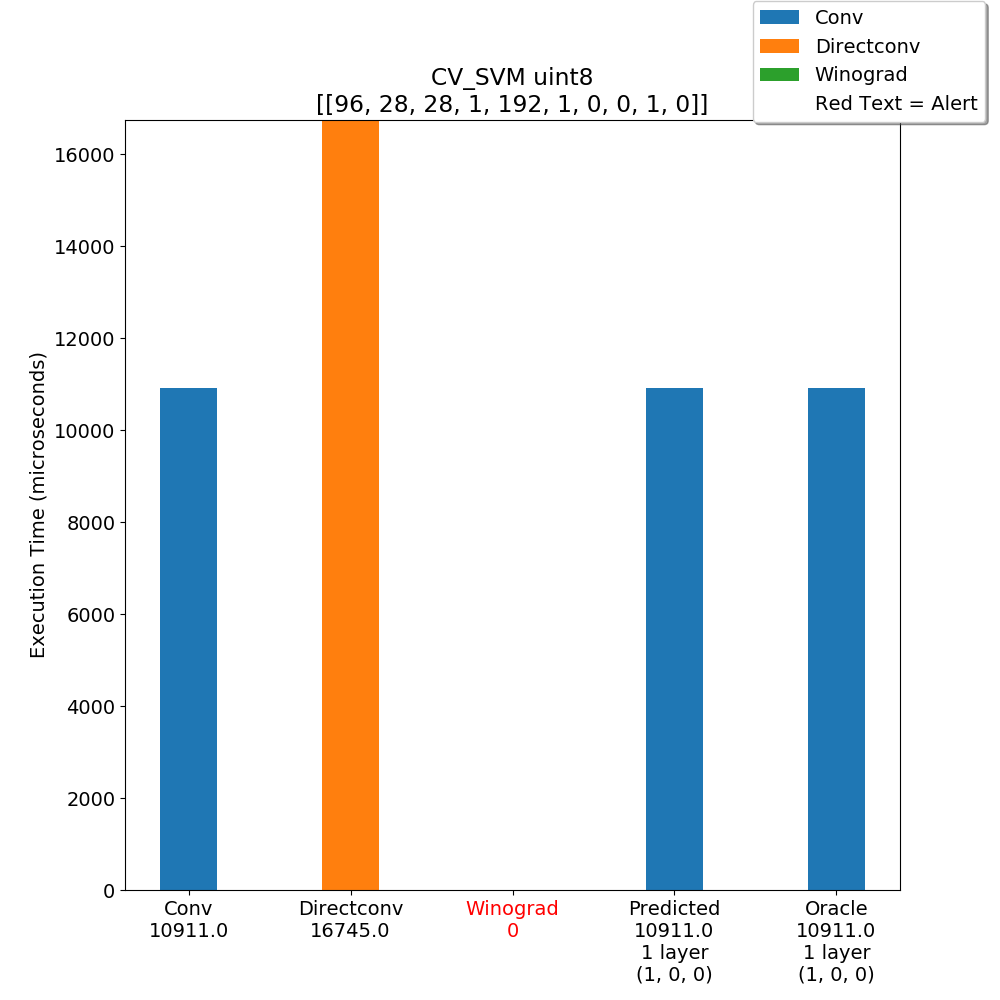 Conv
Directconv
Winograd
Red Text = Alert
CV_SVM uint8
[[96, 28, 28, 1, 192, 1, 0, 0, 1, 0]]
Execution Time (microseconds)
16000
14000
12000
10000
8000
6000
4000
2000
0
Conv
10911.0
Directconv
16745.0
Winograd
0
Predicted
10911.0
1 layer
(1, 0, 0)
Oracle
10911.0
1 layer
(1, 0, 0)